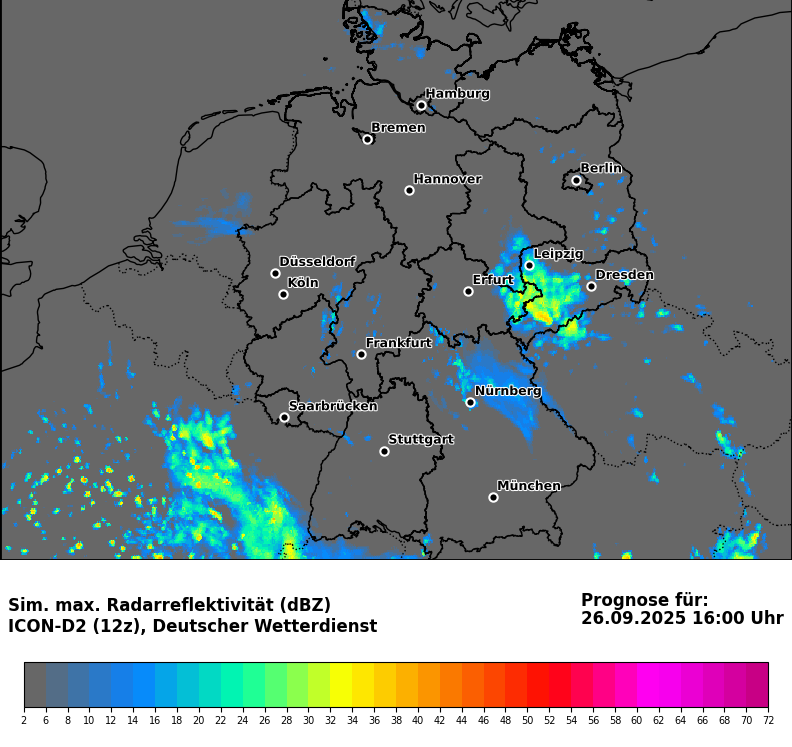 Hamburg
Bremen
Berlin
Hannover
Leipzig
Düsseldorf
Dresden
Köln
Erfurt
Frankfurt
Nürnberg
Saarbrücken
Stuttgart
München
Sim. max. Radarreflektivität (dBZ)
ICON-D2 (12z), Deutscher Wetterdienst
Prognose für:
26.09.2025 16:00 Uhr
2 6 8 10 12 14 16 18 20 22 24 26 28 30 32 34 36 38 40 42 44 46 48 50 52 54 56 58 60 62 64 66 68 70 72